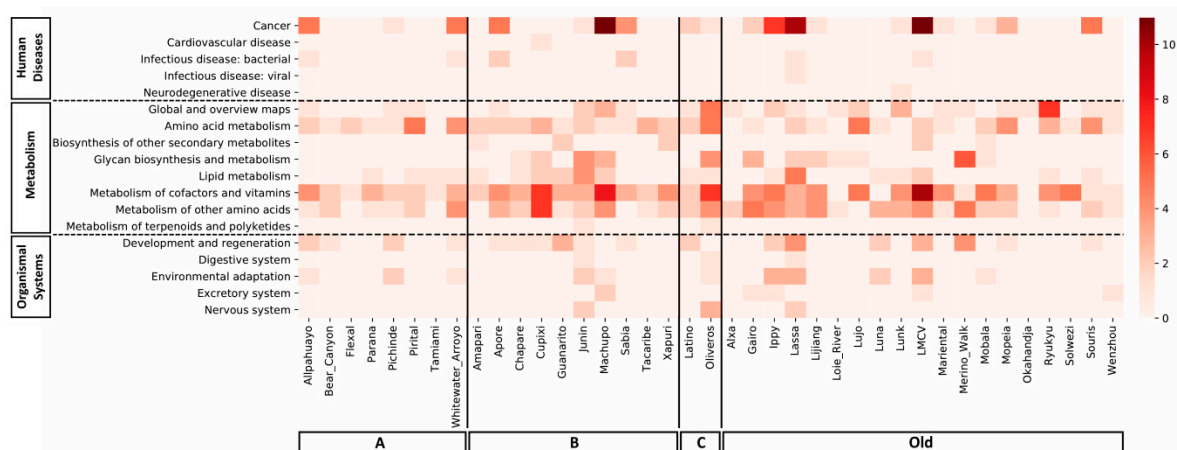 Human
Diseases
Cancer
Cardiovascular disease
Infectious disease: bacterial
Infectious disease: viral
Neurodegenerative disease
Metabolism
Global and overview maps
Amino acid metabolism
Biosynthesis of other secondary metabolites
Glycan biosynthesis and metabolism
Lipid metabolism
Metabolism of cofactors and vitamins
Metabolism of other amino acids
Metabolism of terpenoids and polyketides
Organismal
Systems
Development and regeneration
Digestive system
Environmental adaptation
Excretory system
Nervous system
10
8
6
4
2
0
Allpahuayo
Bear_Canyon
Flexal
Parana
Pichinde
Pirital
Tamiami
Whitewater_Arroyo
Amapari
Apore
Chapare
Cupixi
Guanarito
Junin
Machupo
Sabia
Tacaribe
Xapuri
Latino
Oliveros
Alxa
Gairo
Ippy
Lassa
Lijiang
Loie_River
Lujo
Luna
Lunk
LMCV
Mariental
Merino_Walk
Mobala
Mopeia
Okahandja
Ryukyu
Solwezi
Souris
Wenzhou
A
B
C
Old